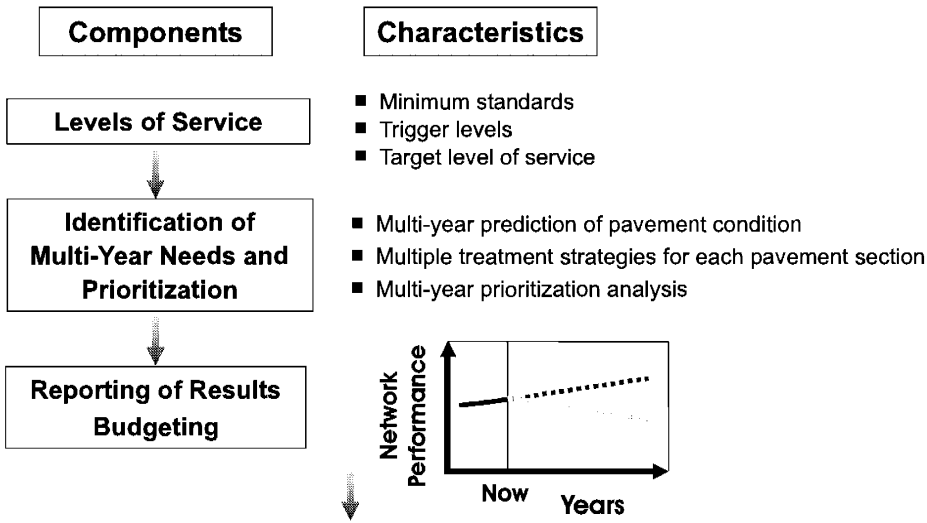 Components
Characteristics
Levels of Service
■ Minimum standards
■ Trigger levels
■ Target level of service
Identification of
Multi-Year Needs and
Prioritization
■ Multi-year prediction of pavement condition
■ Multiple treatment strategies for each pavement section
■ Multi-year prioritization analysis
Reporting of Results
Budgeting
Network
Performance
Now
Years